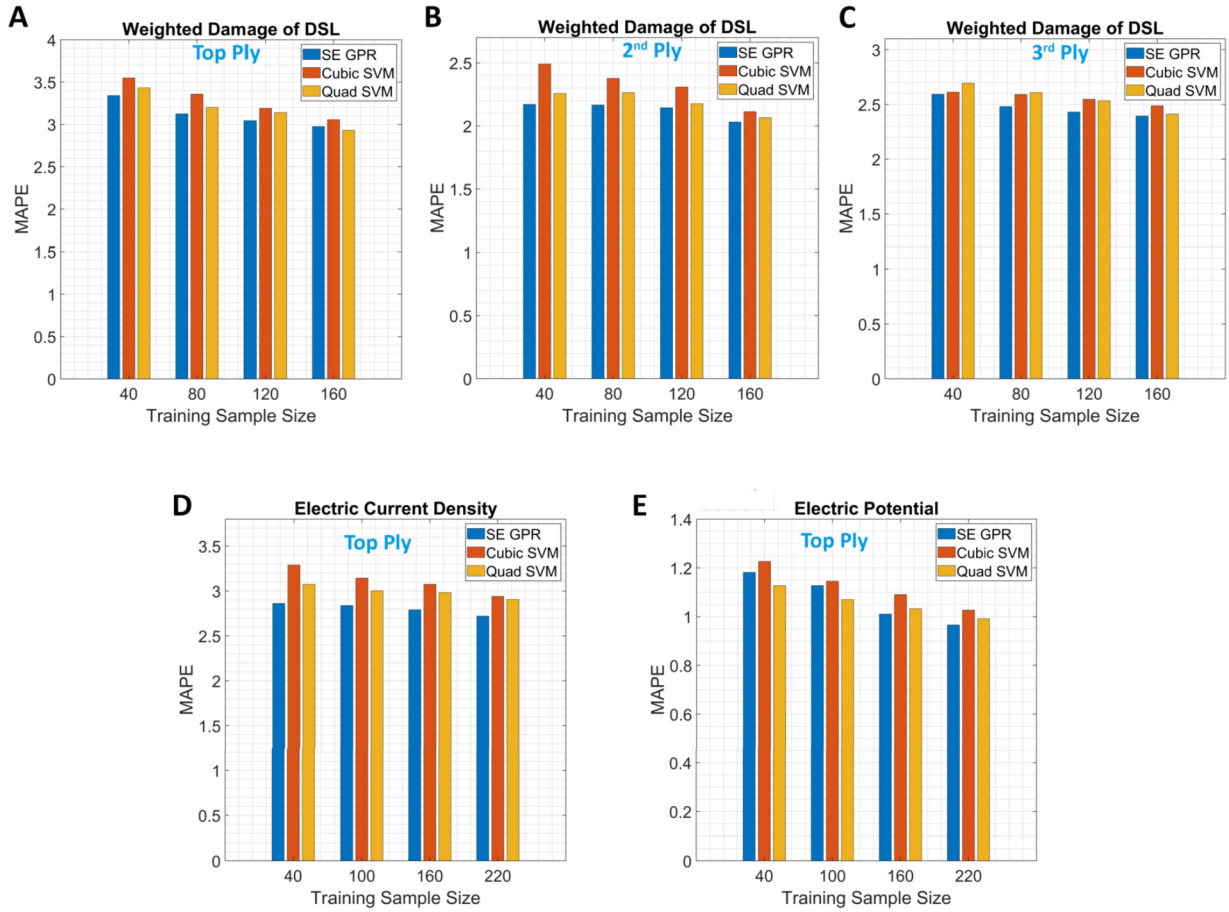 A
Weighted Damage of DSL
Top Ply
SE GPR
Cubic SVM
Quad SVM
4
3.5
3
2.5
2
1.5
1
0.5
0
MAPE
40 80 120 160
Training Sample Size
B
Weighted Damage of DSL
2nd Ply
SE GPR
Cubic SVM
Quad SVM
2.5
2
1.5
1
0.5
0
MAPE
40 80 120 160
Training Sample Size
C
Weighted Damage of DSL
3rd Ply
SE GPR
Cubic SVM
Quad SVM
3
2.5
2
1.5
1
0.5
0
MAPE
40 80 120 160
Training Sample Size
D
Electric Current Density
Top Ply
SE GPR
Cubic SVM
Quad SVM
3.5
3
2.5
2
1.5
1
0.5
0
MAPE
40 100 160 220
Training Sample Size
E
Electric Potential
Top Ply
SE GPR
Cubic SVM
Quad SVM
1.4
1.2
1
0.8
0.6
0.4
0.2
0
MAPE
40 100 160 220
Training Sample Size